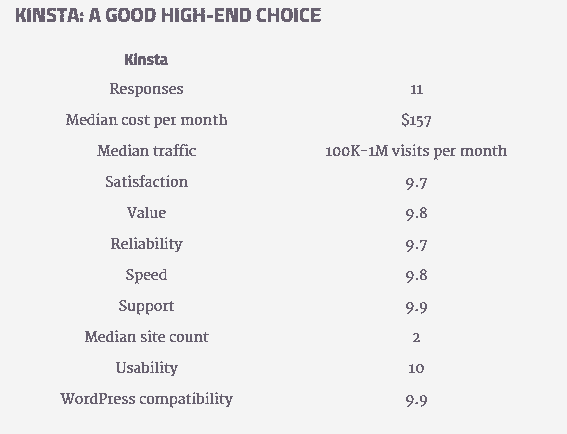 KINSTA: A GOOD HIGH-END CHOICE
Kinsta
Responses 11
Median cost per month $157
Median traffic 100K-1M visits per month
Satisfaction 9.7
Value 9.8
Reliability 9.7
Speed 9.8
Support 9.9
Median site count 2
Usability 10
WordPress compatibility 9.9